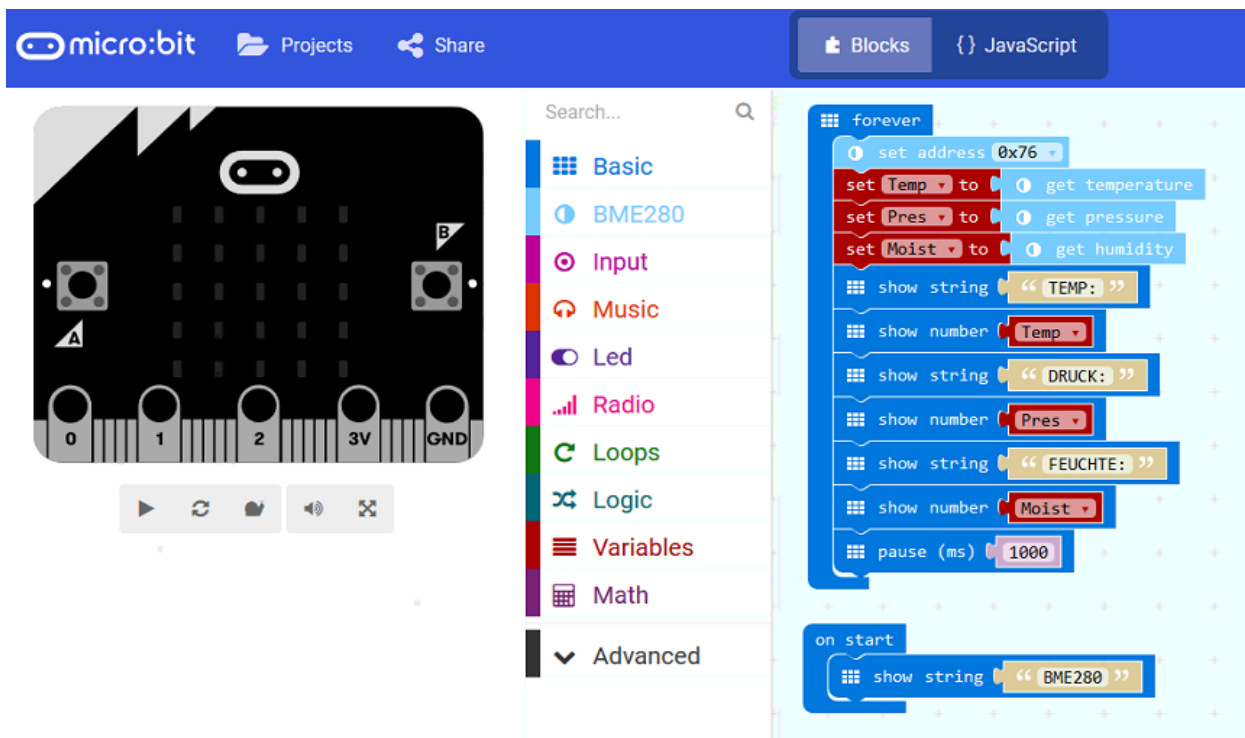 micro:bit Projects Share Blocks {} JavaScript
B
A
0 1 2 3V GND
Search...
Basic
BME280
Input
Music
Led
Radio
Loops
Logic
Variables
Math
Advanced
forever
set address 0x76
set Temp to get temperature
set Pres to get pressure
set Moist to get humidity
show string “ TEMP: ”
show number Temp
show string “ DRUCK: ”
show number Pres
show string “ FEUCHTE: ”
show number Moist
pause (ms) 1000
on start
show string “ BME280 ”